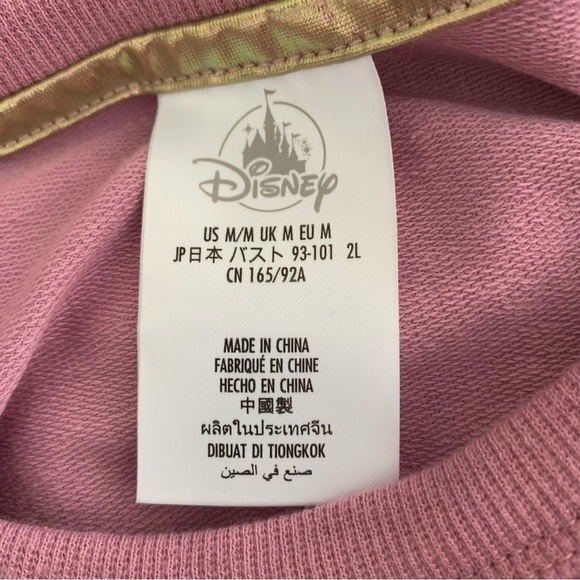 DISNEY
US M/M UK M EU M
JP日本 バスト 93-101 2L
CN 165/92A
MADE IN CHINA
FABRIQUÉ EN CHINE
HECHO EN CHINA
中國製
ผลิตในประเทศจีน
DIBUAT DI TIONGKOK
صنع في الصين